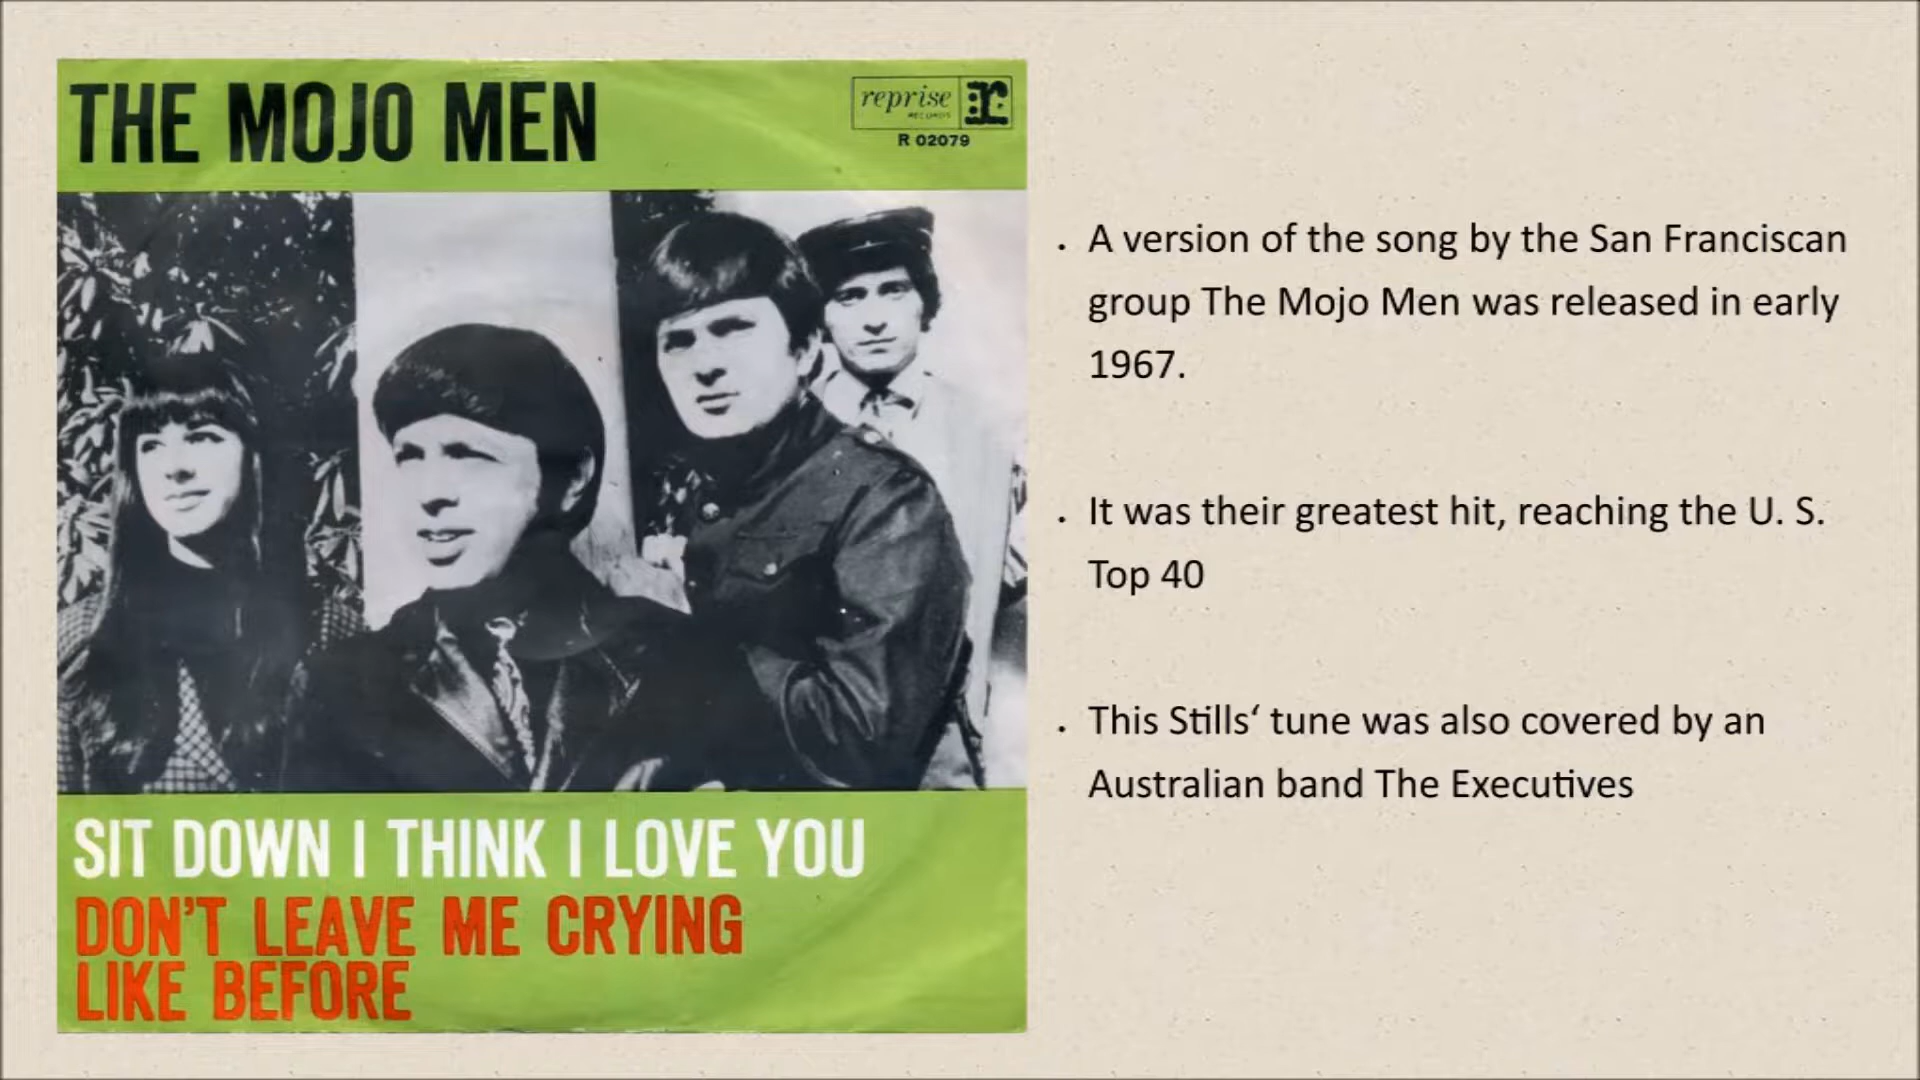 THE MOJO MEN
reprise
RECORDS
r:
R 02079
SIT DOWN I THINK I LOVE YOU
DON'T LEAVE ME CRYING
LIKE BEFORE
. A version of the song by the San Franciscan
group The Mojo Men was released in early
1967.
. It was their greatest hit, reaching the U. S.
Top 40
. This Stills‘ tune was also covered by an
Australian band The Executives